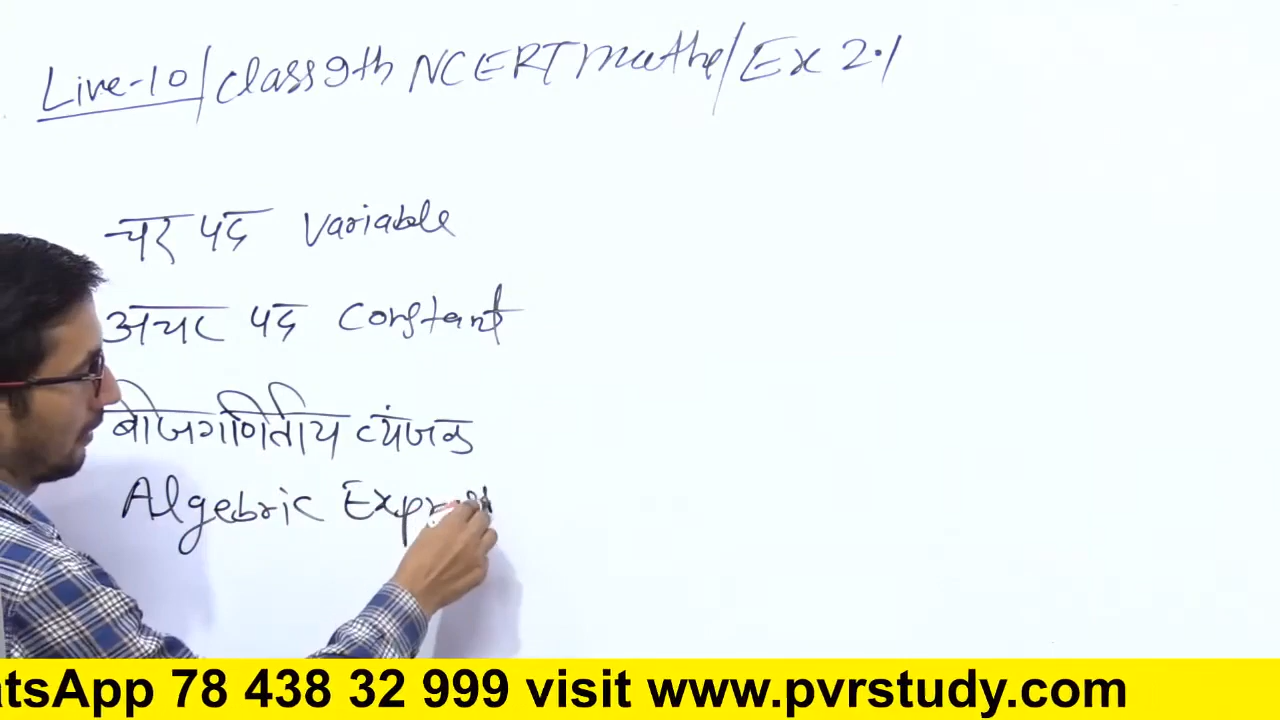 Live-10/class 9th NCERT maths/Ex 2.1
चर पद Variable
अचर पद Constant
बीजगणितीय व्यंजक
Algebric
atsApp 78 438 32 999 visit www.pvrstudy.com